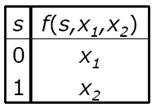 s f(s,x₁,x₂)
0 x₁
1 x₂